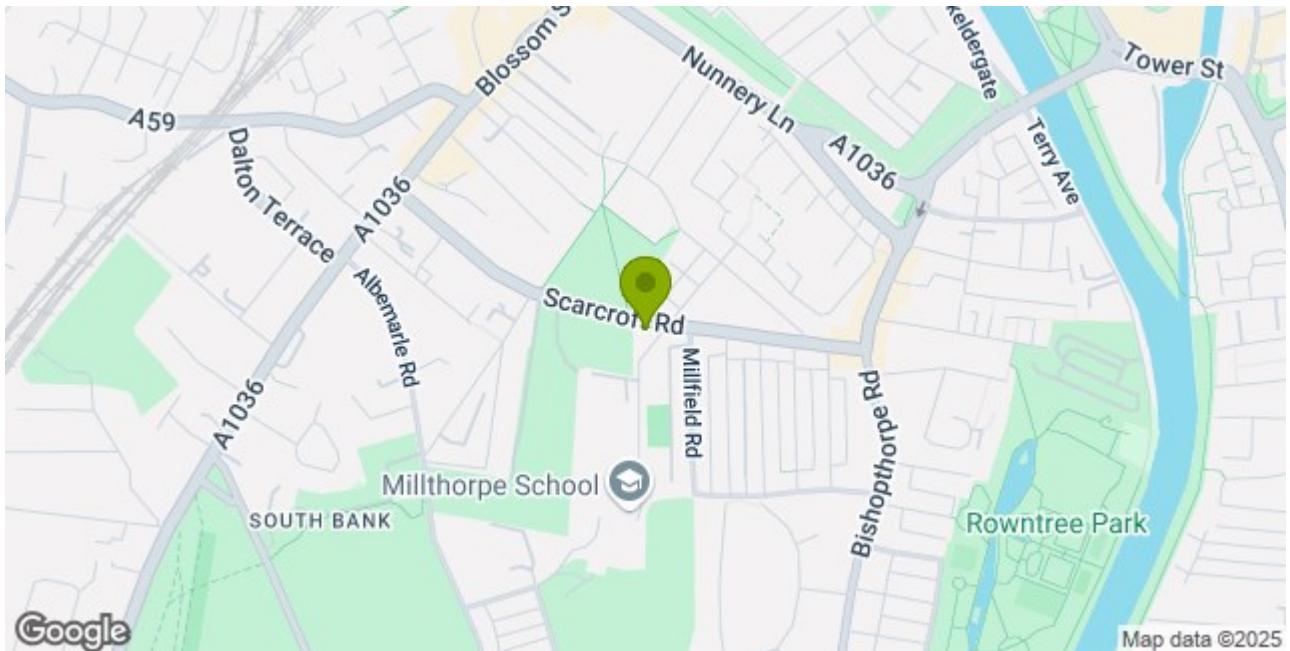 Blossom S
Nunnery Ln
keldergate
Tower St
A59
Dalton Terrace
A1036
A1036
Terry Ave
Albemarle Rd
Scarcroft Rd
Millfield Rd
A1036
Bishopthorpe Rd
Millthorpe School
SOUTH BANK
Rowntree Park
Google
Map data ©2025